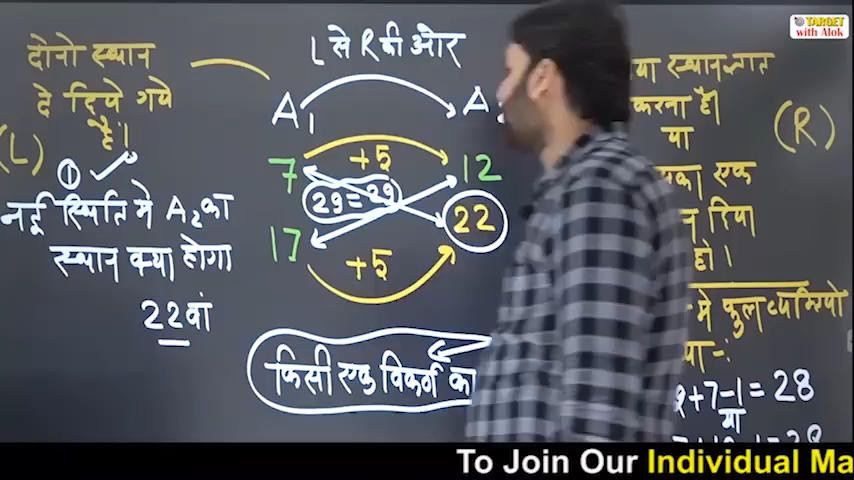 दोनो स्थान
दे दिये गये
है।
(L)
① ✓
नई स्थिति मे A₂ का
स्थान क्या होगा
22वां
L से R की ओर
A₁
A
+5
7
12
29 = 29
17
22
+5
किसी एक विकर्ण का
स्थान ज्ञात
करना है।
या
(R)
एक
दिया
हो।
मे कुल व्यक्तियो
+7-1 = 28
या
TARGET
with Alok
To Join Our Individual Ma